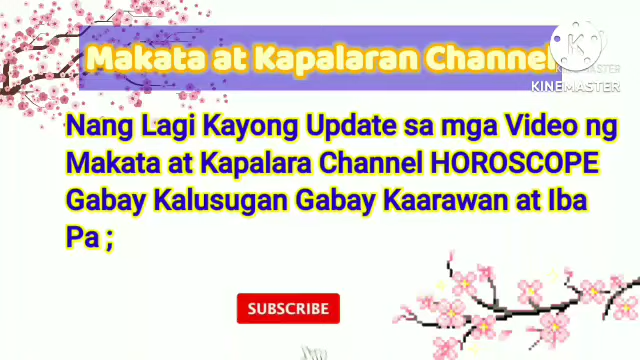 Makata at Kapalaran Channel
KINEMASTER
Nang Lagi Kayong Update sa mga Video ng
Makata at Kapalara Channel HOROSCOPE
Gabay Kalusugan Gabay Kaarawan at Iba
Pa ;
SUBSCRIBE